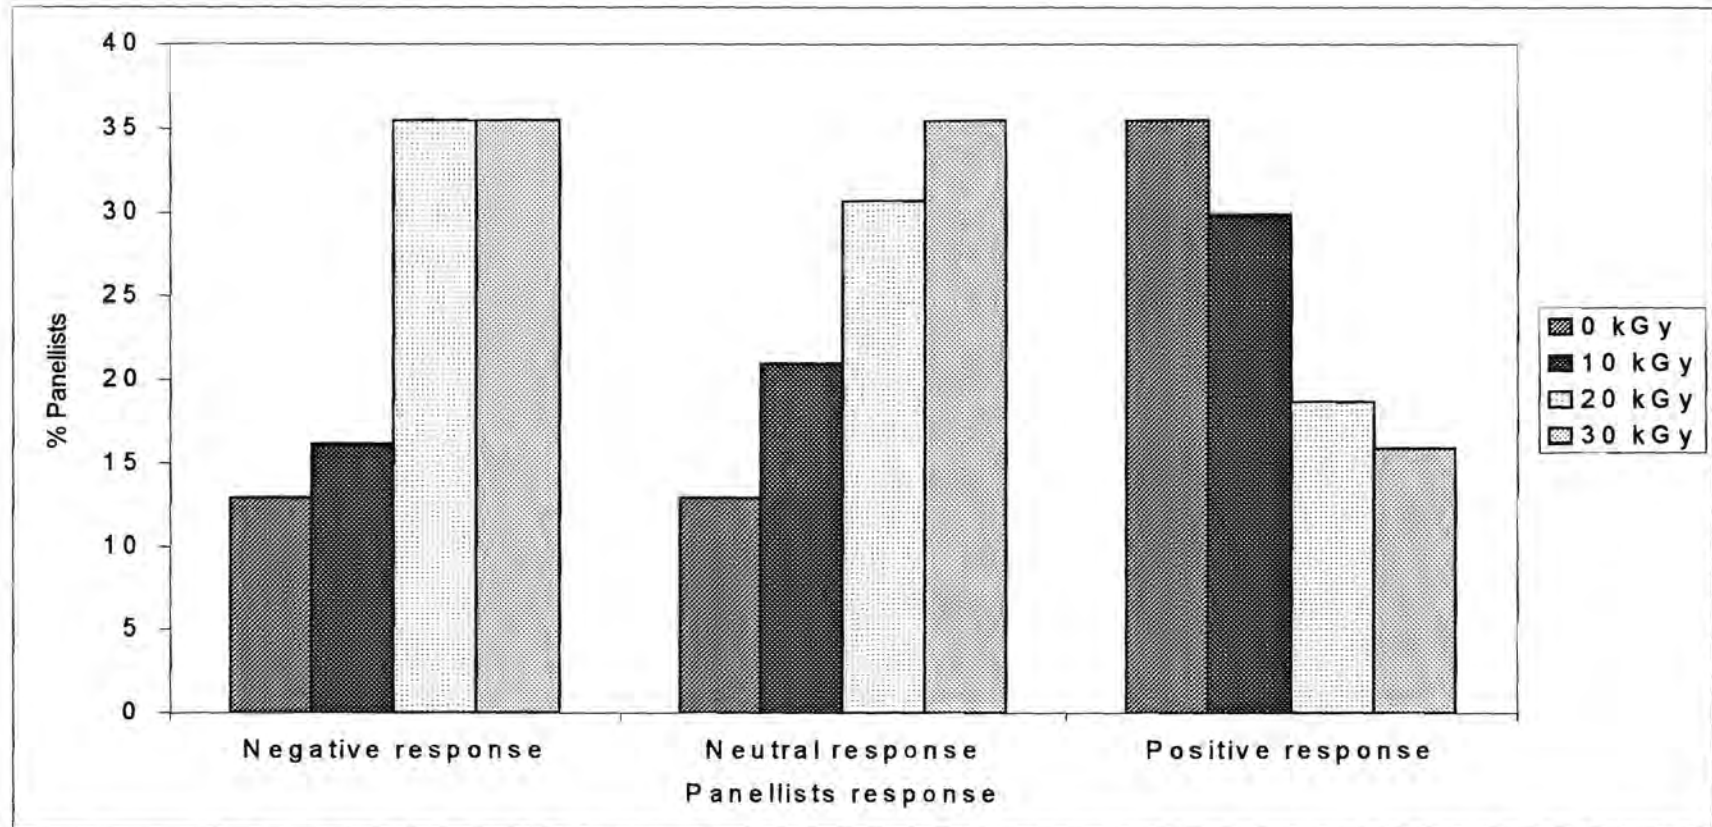 40
35
30
25
20
15
10
5
0
% Panellists
Negative response
Neutral response
Positive response
Panellists response
0 kGy
10 kGy
20 kGy
30 kGy